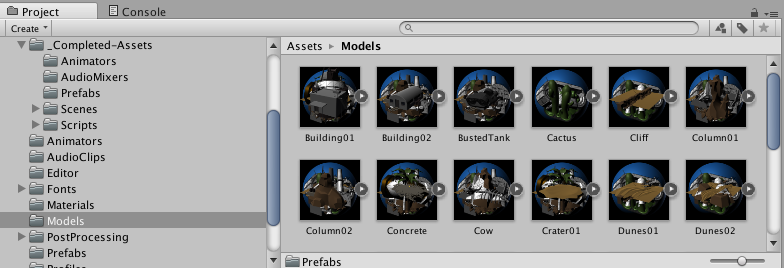 Project
Console
Create
_Completed-Assets
Animators
AudioMixers
Prefabs
Scenes
Scripts
Animators
AudioClips
Editor
Fonts
Materials
Models
PostProcessing
Prefabs
Profiles
Assets Models
Building01 Building02 BustedTank Cactus Cliff Column01
Column02 Concrete Cow Crater01 Dunes01 Dunes02
Prefabs